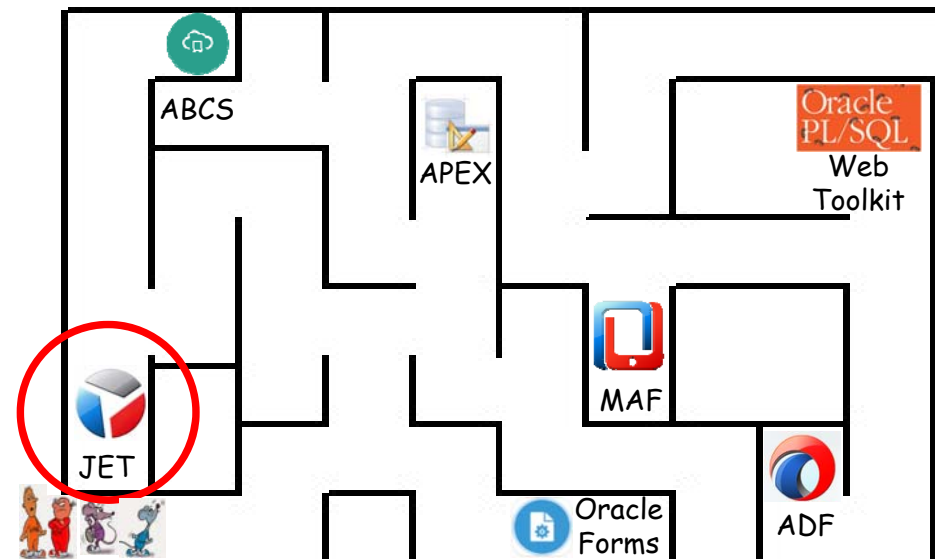 ABCS
APEX
Oracle
PL/SQL
Web
Toolkit
MAF
JET
Oracle
Forms
ADF